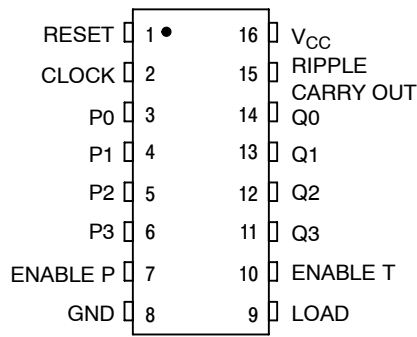 RESET 1 16 VCC
CLOCK 2 15 RIPPLE
CARRY OUT
P0 3 14 Q0
P1 4 13 Q1
P2 5 12 Q2
P3 6 11 Q3
ENABLE P 7 10 ENABLE T
GND 8 9 LOAD